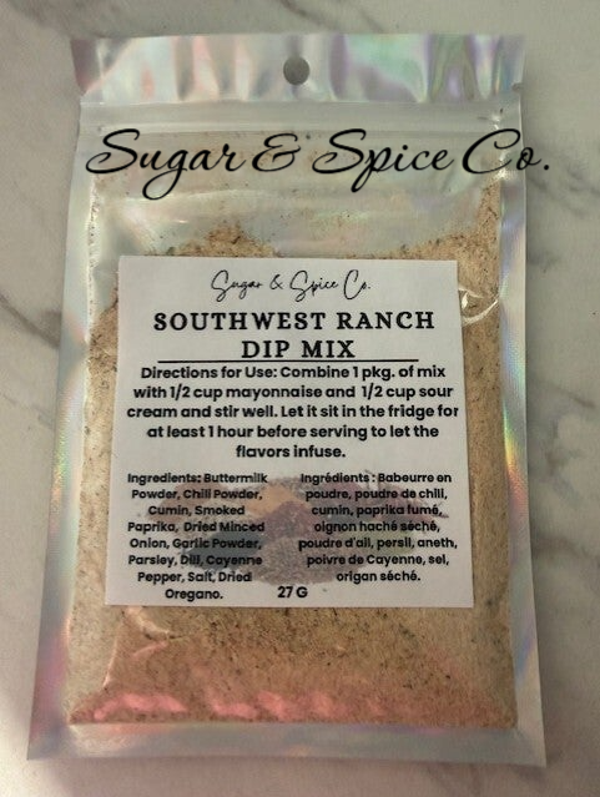 Sugar & Spice Co.
Sugar & Spice Co.
SOUTHWEST RANCH
DIP MIX
Directions for Use: Combine 1 pkg. of mix
with 1/2 cup mayonnaise and 1/2 cup sour
cream and stir well. Let it sit in the fridge for
at least 1 hour before serving to let the
flavors infuse.
Ingredients: Buttermilk
Powder, Chili Powder,
Cumin, Smoked
Paprika, Dried Minced
Onion, Garlic Powder,
Parsley, Dill, Cayenne
Pepper, Salt, Dried
Oregano.
Ingrédients : Babeurre en
poudre, poudre de chili,
cumin, paprika fumé,
oignon haché séché,
poudre d'ail, persil, aneth,
poivre de Cayenne, sel,
origan séché.
27 G